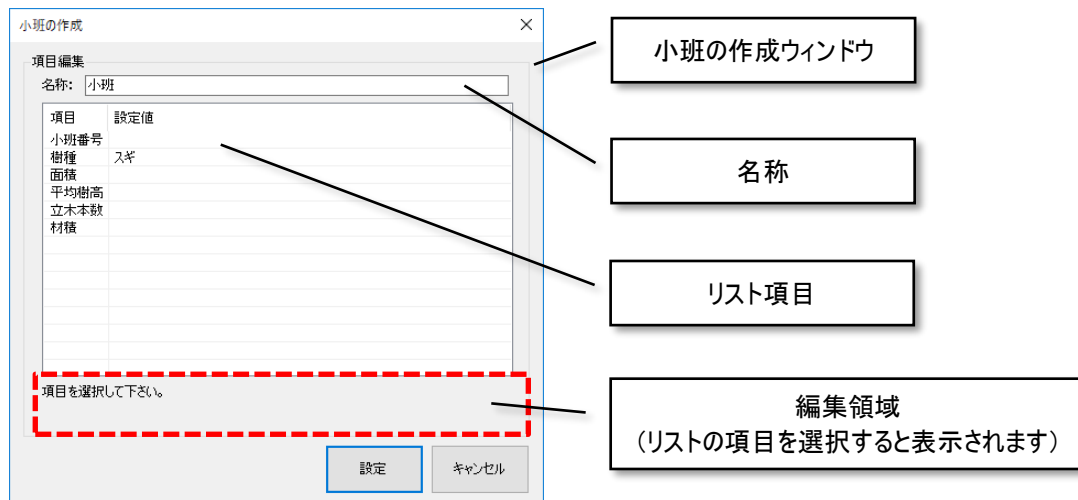 小班の作成
項目編集
名称: 小班
項目 設定値
小班番号
樹種 スギ
面積
平均樹高
立木本数
材積
項目を選択して下さい。
設定 キャンセル
小班の作成ウィンドウ
名称
リスト項目
編集領域
(リストの項目を選択すると表示されます)